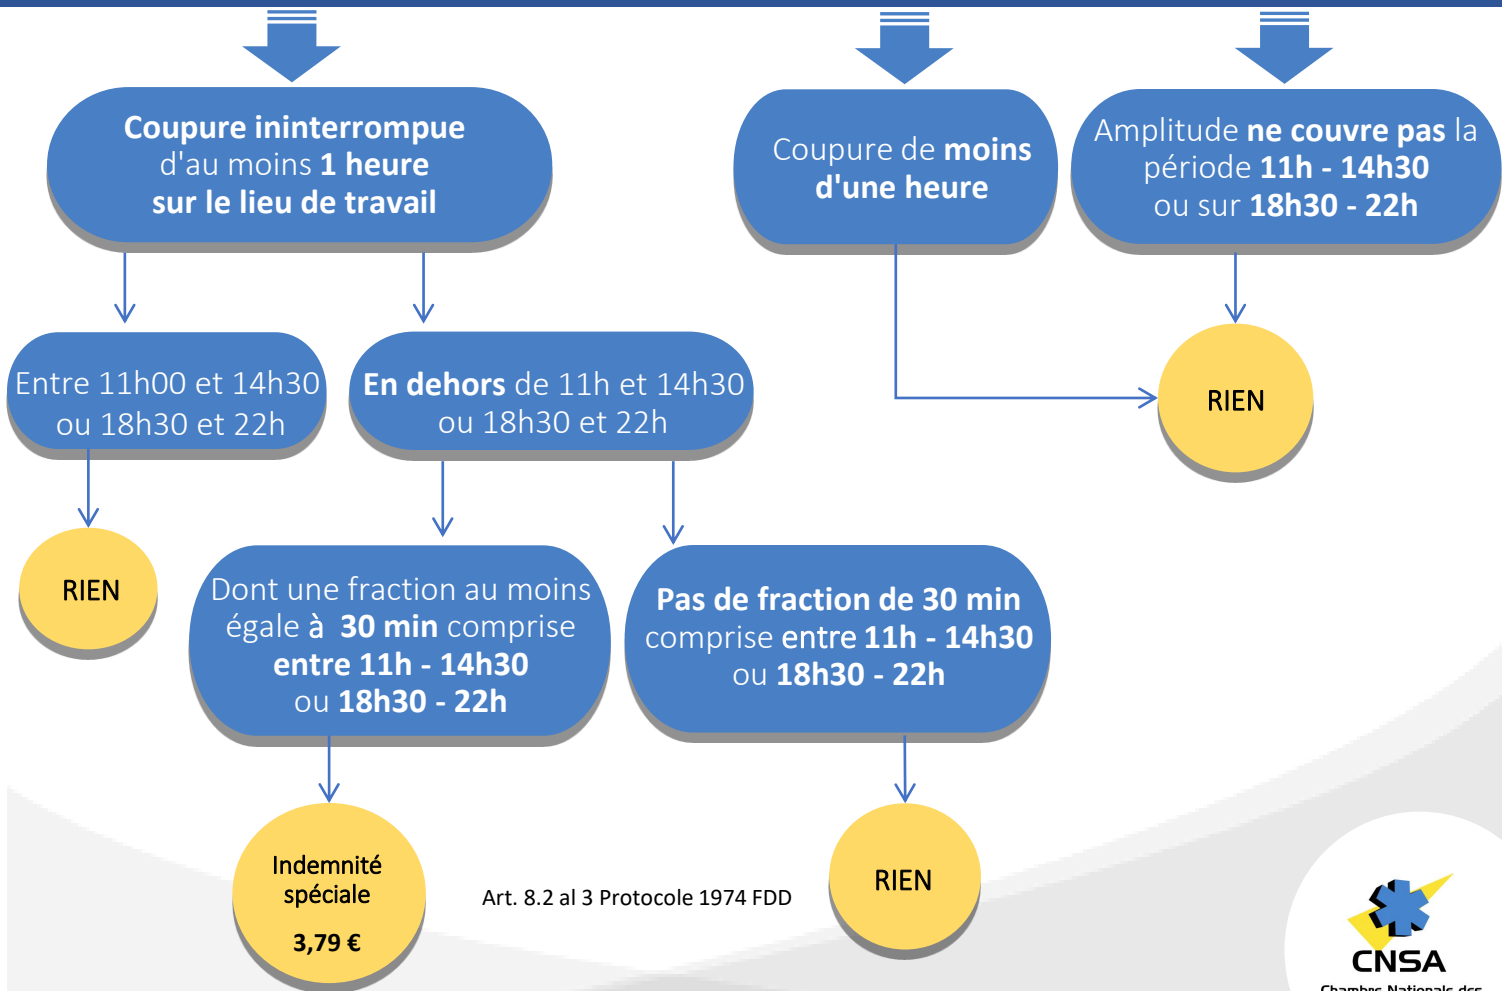 Coupure ininterrompue
d'au moins 1 heure
sur le lieu de travail
Coupure de moins
d'une heure
Amplitude ne couvre pas la
période 11h - 14h30
ou sur 18h30 - 22h
Entre 11h00 et 14h30
ou 18h30 et 22h
En dehors de 11h et 14h30
ou 18h30 et 22h
RIEN
RIEN
Dont une fraction au moins
égale à 30 min comprise
entre 11h - 14h30
ou 18h30 - 22h
Pas de fraction de 30 min
comprise entre 11h - 14h30
ou 18h30 - 22h
Indemnité
spéciale
3,79 €
Art. 8.2 al 3 Protocole 1974 FDD
RIEN
CNSA
Chambre Nationale des